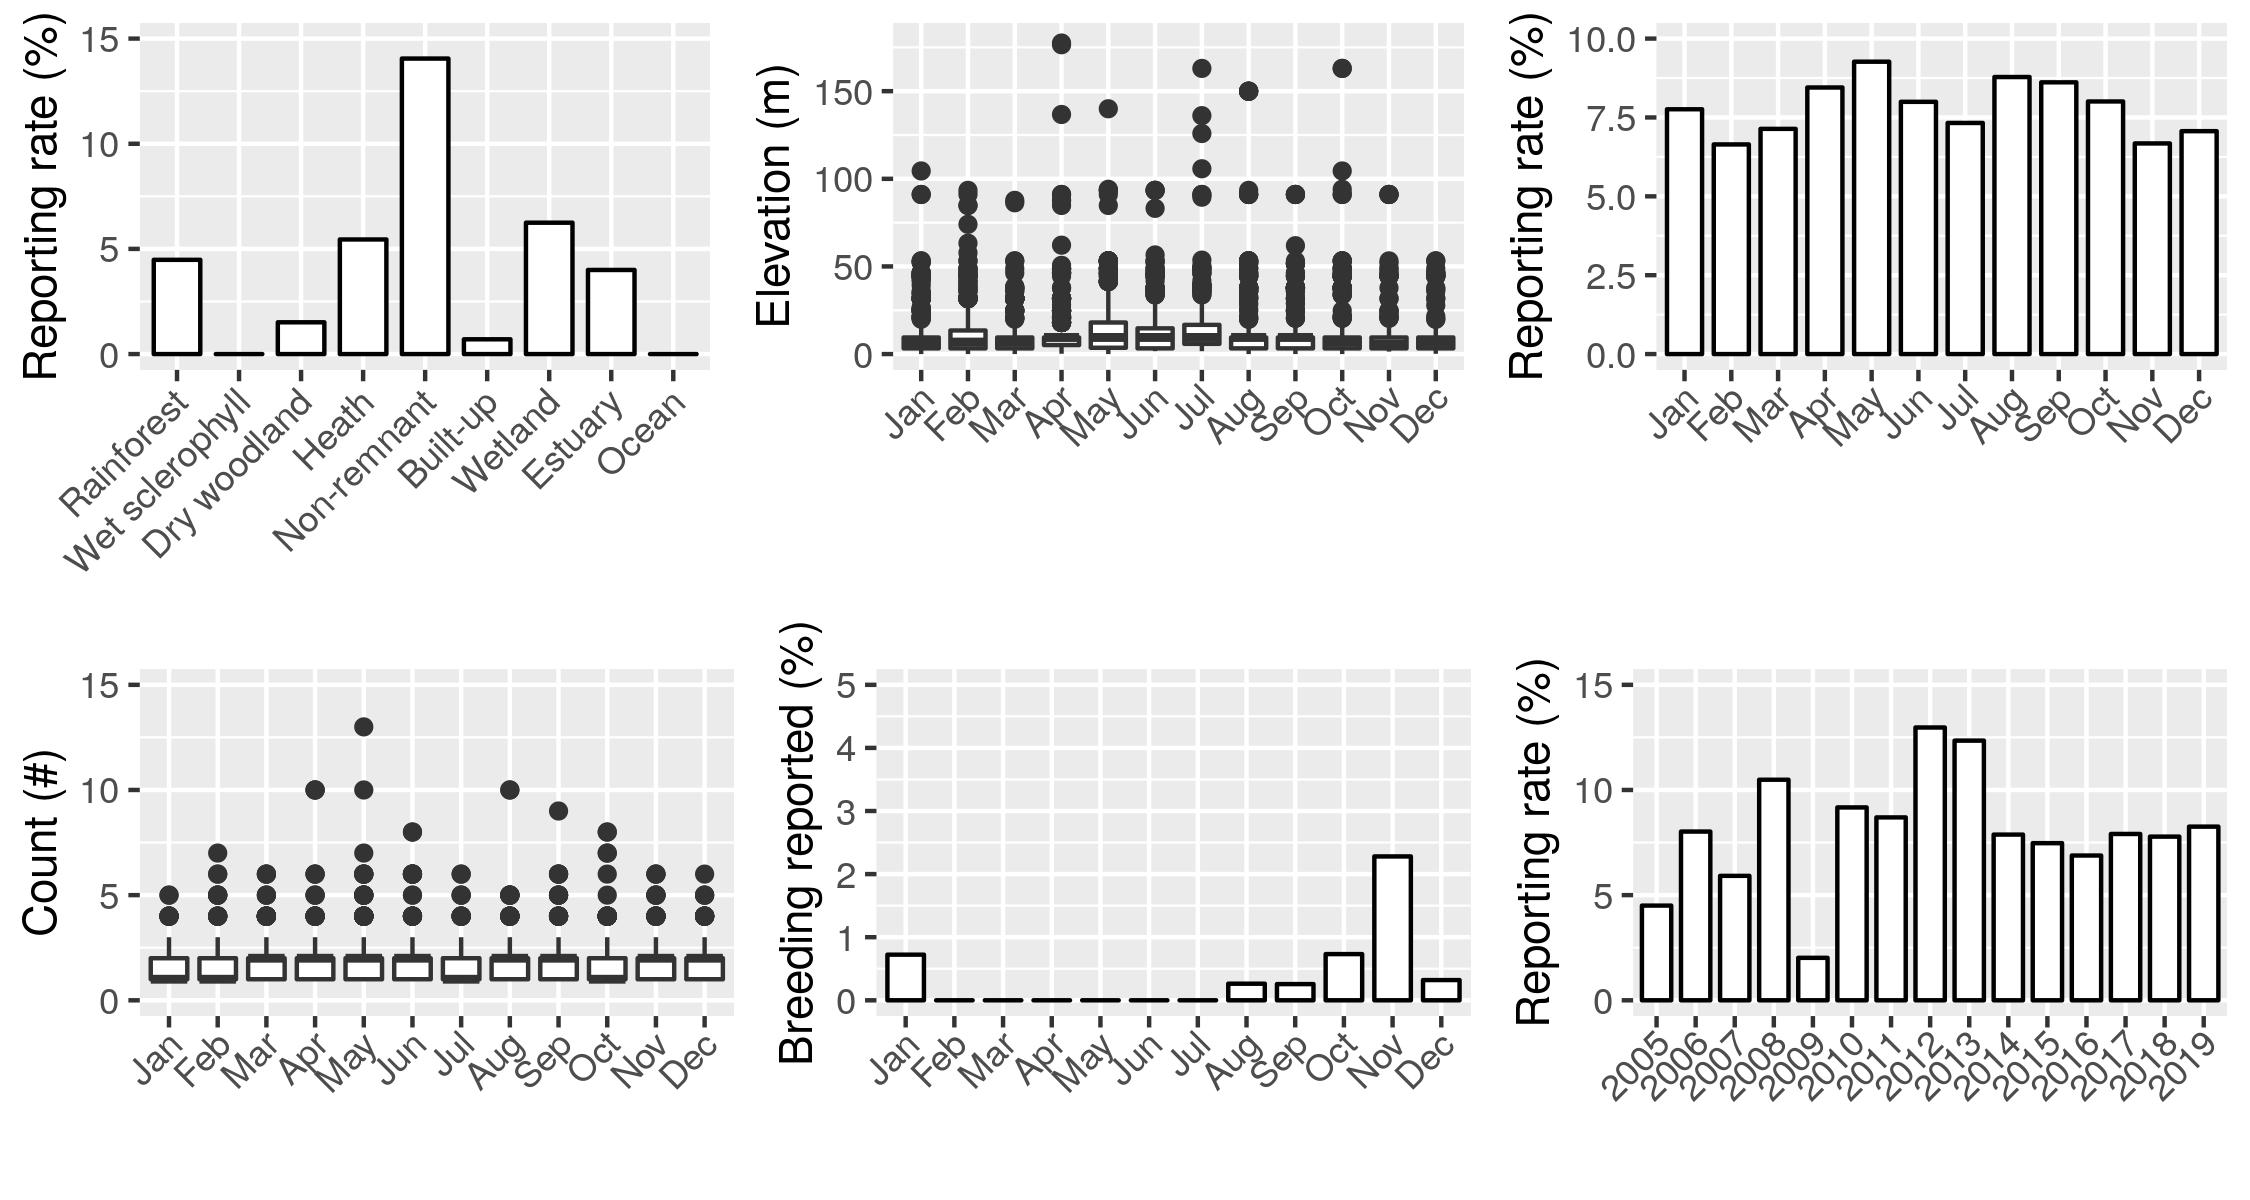 Reporting rate (%)
15
10
5
0
Rainforest
Wet sclerophyll
Dry woodland
Heath
Non-remnant
Built-up
Wetland
Estuary
Ocean
Elevation (m)
150
100
50
0
Jan
Feb
Mar
Apr
May
Jun
Jul
Aug
Sep
Oct
Nov
Dec
Reporting rate (%)
10.0
7.5
5.0
2.5
0.0
Jan
Feb
Mar
Apr
May
Jun
Jul
Aug
Sep
Oct
Nov
Dec
Count (#)
15
10
5
0
Jan
Feb
Mar
Apr
May
Jun
Jul
Aug
Sep
Oct
Nov
Dec
Breeding reported (%)
5
4
3
2
1
0
Jan
Feb
Mar
Apr
May
Jun
Jul
Aug
Sep
Oct
Nov
Dec
Reporting rate (%)
15
10
5
0
2005
2006
2007
2008
2009
2010
2011
2012
2013
2014
2015
2016
2017
2018
2019